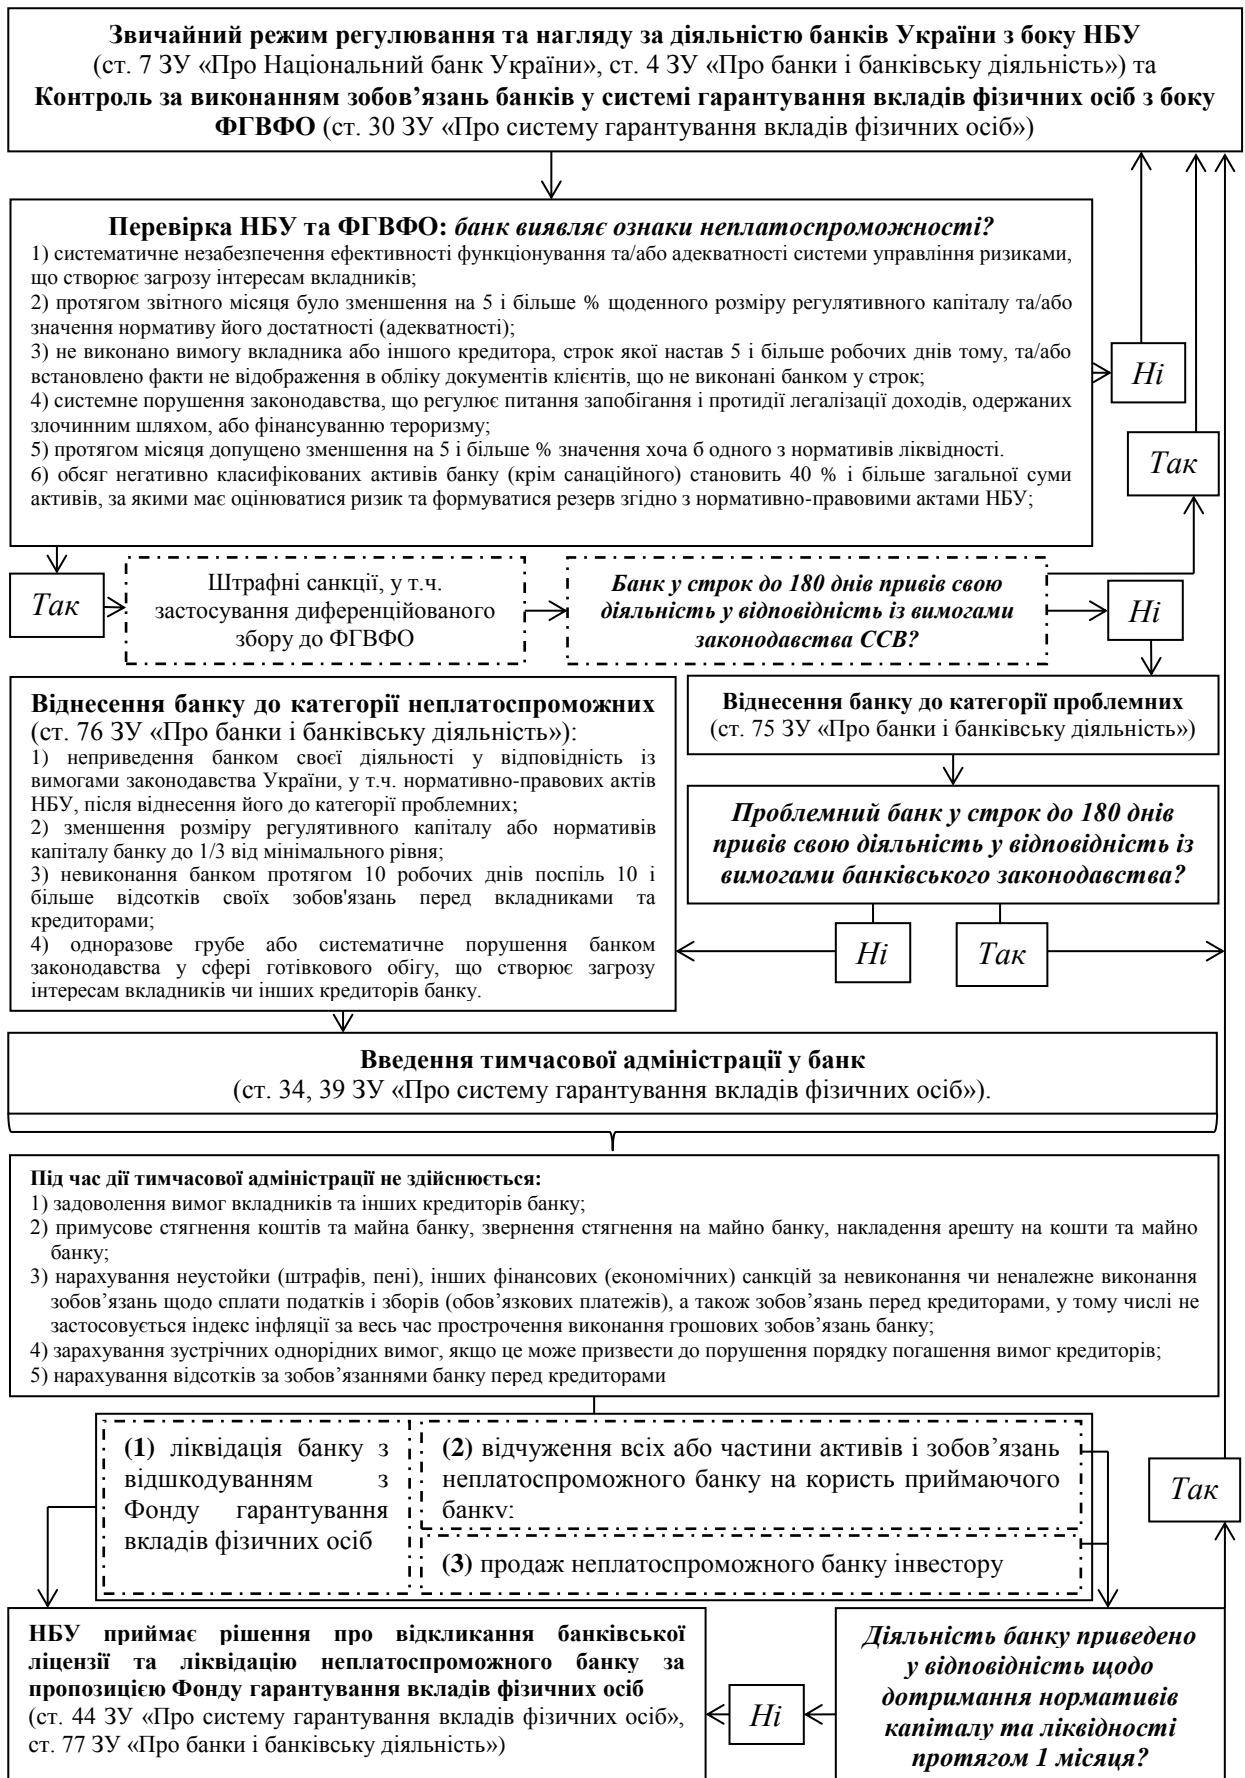 Звичайний режим регулювання та нагляду за діяльністю банків України з боку НБУ
(ст. 7 ЗУ «Про Національний банк України», ст. 4 ЗУ «Про банки і банківську діяльність») та
Контроль за виконанням зобов’язань банків у системі гарантування вкладів фізичних осіб з боку
ФГВФО (ст. 30 ЗУ «Про систему гарантування вкладів фізичних осіб»)
Перевірка НБУ та ФГВФО: банк виявляє ознаки неплатоспроможності?
1) систематичне незабезпечення ефективності функціонування та/або адекватності системи управління ризиками,
що створює загрозу інтересам вкладників;
2) протягом звітного місяця було зменшення на 5 і більше % щоденного розміру регулятивного капіталу та/або
значення нормативу його достатності (адекватності);
3) не виконано вимогу вкладника або іншого кредитора, строк якої настав 5 і більше робочих днів тому, та/або
встановлено факти не відображення в обліку документів клієнтів, що не виконані банком у строк;
4) системне порушення законодавства, що регулює питання запобігання і протидії легалізації доходів, одержаних
злочинним шляхом, або фінансуванню тероризму;
5) протягом місяця допущено зменшення на 5 і більше % значення хоча б одного з нормативів ліквідності.
6) обсяг негативно класифікованих активів банку (крім санаційного) становить 40 % і більше загальної суми
активів, за якими має оцінюватися ризик та формуватися резерв згідно з нормативно-правовими актами НБУ;
Ні
Так
Так
Штрафні санкції, у т.ч.
застосування диференційованого
збору до ФГВФО
Банк у строк до 180 днів привів свою
діяльність у відповідність із вимогами
законодавства ССВ?
Ні
Віднесення банку до категорії неплатоспроможних
(ст. 76 ЗУ «Про банки і банківську діяльність»):
1) неприведення банком своєї діяльності у відповідність із
вимогами законодавства України, у т.ч. нормативно-правових актів
НБУ, після віднесення його до категорії проблемних;
2) зменшення розміру регулятивного капіталу або нормативів
капіталу банку до 1/3 від мінімального рівня;
3) невиконання банком протягом 10 робочих днів поспіль 10 і
більше відсотків своїх зобов'язань перед вкладниками та
кредиторами;
4) одноразове грубе або систематичне порушення банком
законодавства у сфері готівкового обігу, що створює загрозу
інтересам вкладників чи інших кредиторів банку.
Віднесення банку до категорії проблемних
(ст. 75 ЗУ «Про банки і банківську діяльність»)
Проблемний банк у строк до 180 днів
привів свою діяльність у відповідність із
вимогами банківського законодавства?
Ні
Так
Введення тимчасової адміністрації у банк
(ст. 34, 39 ЗУ «Про систему гарантування вкладів фізичних осіб»).
Під час дії тимчасової адміністрації не здійснюється:
1) задоволення вимог вкладників та інших кредиторів банку;
2) примусове стягнення коштів та майна банку, звернення стягнення на майно банку, накладення арешту на кошти та майно
банку;
3) нарахування неустойки (штрафів, пені), інших фінансових (економічних) санкцій за невиконання чи неналежне виконання
зобов’язань щодо сплати податків і зборів (обов’язкових платежів), а також зобов’язань перед кредиторами, у тому числі не
застосовується індекс інфляції за весь час прострочення виконання грошових зобов’язань банку;
4) зарахування зустрічних однорідних вимог, якщо це може призвести до порушення порядку погашення вимог кредиторів;
5) нарахування відсотків за зобов’язаннями банку перед кредиторами
(1) ліквідація банку з
відшкодуванням з
Фонду гарантування
вкладів фізичних осіб
(2) відчуження всіх або частини активів і зобов’язань
неплатоспроможного банку на користь приймаючого
банку;
(3) продаж неплатоспроможного банку інвестору
Так
НБУ приймає рішення про відкликання банківської
ліцензії та ліквідацію неплатоспроможного банку за
пропозицією Фонду гарантування вкладів фізичних осіб
(ст. 44 ЗУ «Про систему гарантування вкладів фізичних осіб»,
ст. 77 ЗУ «Про банки і банківську діяльність»)
Ні
Діяльність банку приведено
у відповідність щодо
дотримання нормативів
капіталу та ліквідності
протягом 1 місяця?